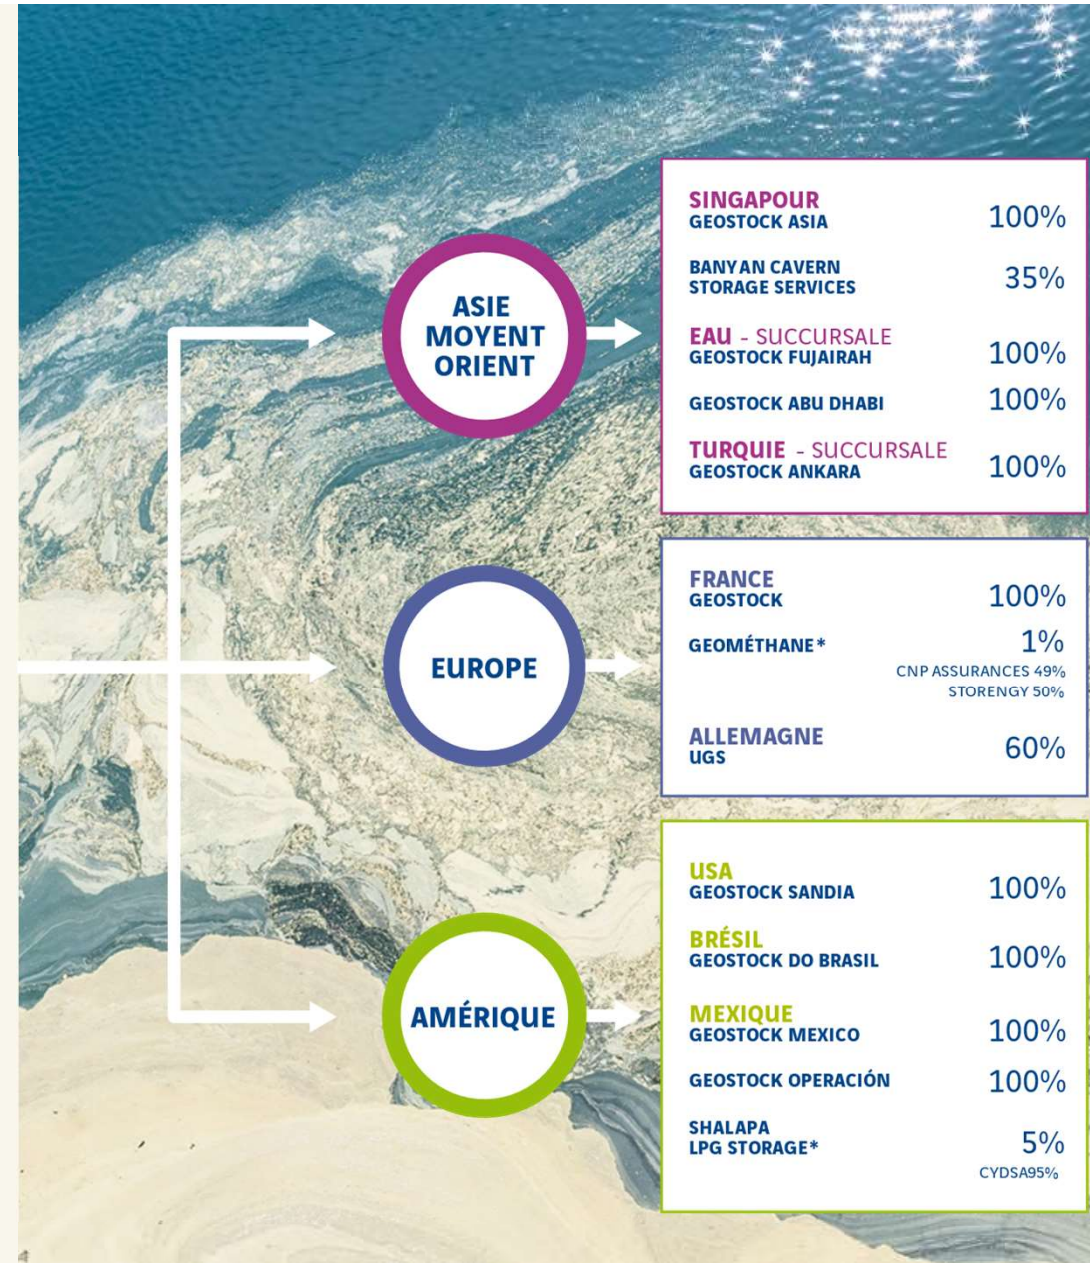 ASIE
MOYENT
ORIENT
SINGAPOUR
GEOSTOCK ASIA 100%
BANYAN CAVERN
STORAGE SERVICES 35%
EAU - SUCCURSALE
GEOSTOCK FUJAIRAH 100%
GEOSTOCK ABU DHABI 100%
TURQUIE - SUCCURSALE
GEOSTOCK ANKARA 100%
EUROPE
FRANCE
GEOSTOCK 100%
GEOMÉTHANE* 1%
CNP ASSURANCES 49%
STORENGY 50%
ALLEMAGNE
UGS 60%
AMÉRIQUE
USA
GEOSTOCK SANDIA 100%
BRÉSIL
GEOSTOCK DO BRASIL 100%
MEXIQUE
GEOSTOCK MEXICO 100%
GEOSTOCK OPERACIÓN 100%
SHALAPA
LPG STORAGE* 5%
CYDSA95%